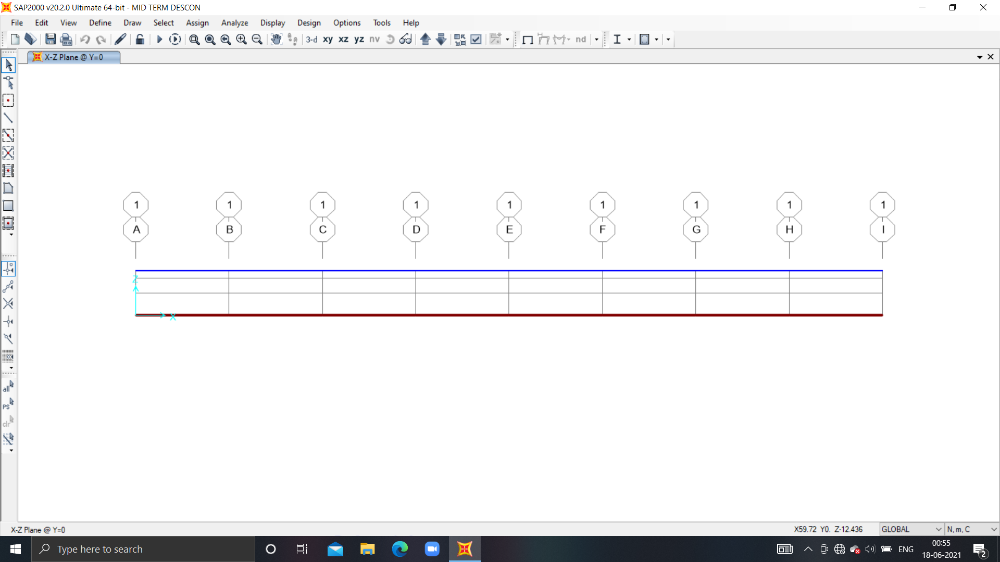 SAP2000 v20.2.0 Ultimate 64-bit - MID TERM DESCON
File Edit View Define Draw Select Assign Analyze Display Design Options Tools Help
3-d xy xz yz nv nd
X-Z Plane @ Y=0
1 1 1 1 1 1 1 1 1
A B C D E F G H I
Z
X
all
PS
clr
X-Z Plane @ Y=0
X59.72 Y0. Z-12.436
GLOBAL
N, m, C
Type here to search
ENG
00:55
18-06-2021
2